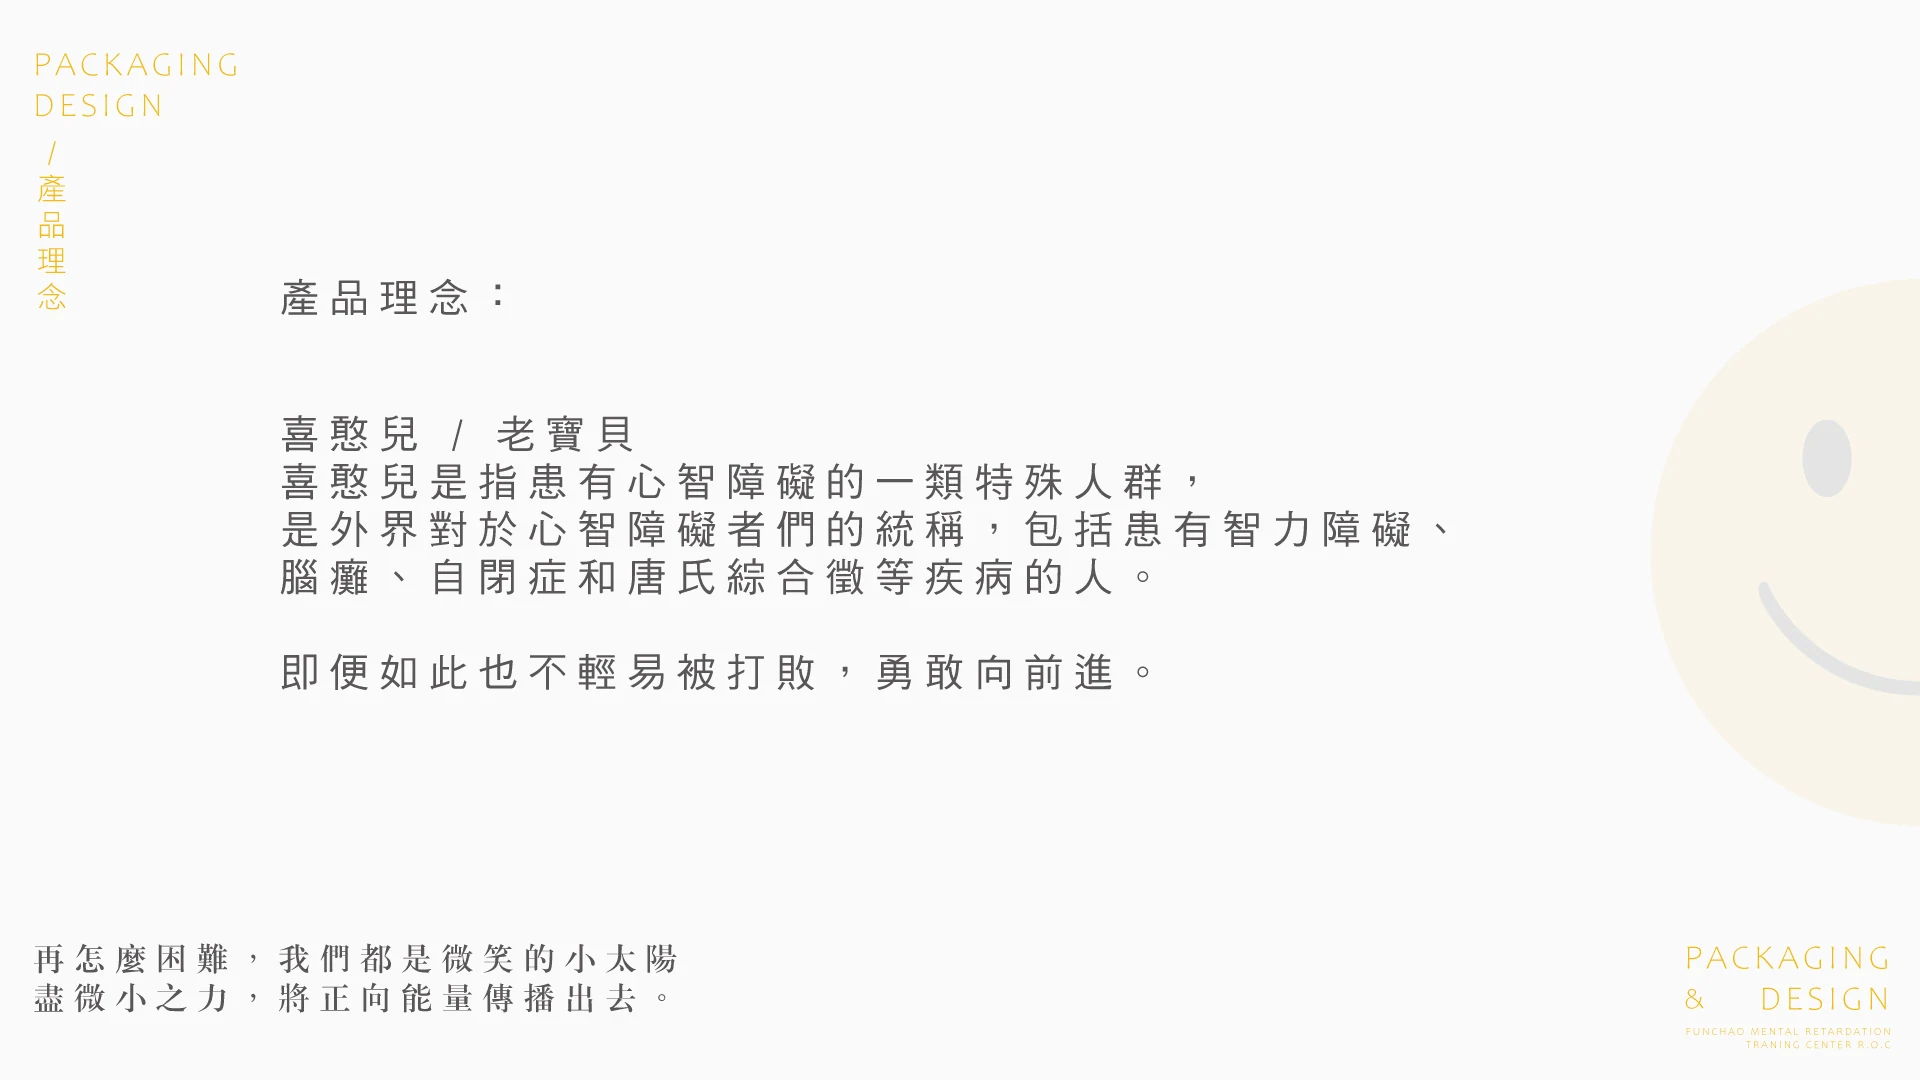 PACKAGING
DESIGN
/
產品理念
產品理念：
喜憨兒 / 老寶貝
喜憨兒是指患有心智障礙的一類特殊人群，
是外界對於心智障礙者們的統稱，包括患有智力障礙、
腦癱、自閉症和唐氏綜合徵等疾病的人。
即便如此也不輕易被打敗，勇敢向前進。
再怎麼困難，我們都是微笑的小太陽
盡微小之力，將正向能量傳播出去。
PACKAGING
& DESIGN
FUNCHAO MENTAL RETARDATION
TRANING CENTER R.O.C